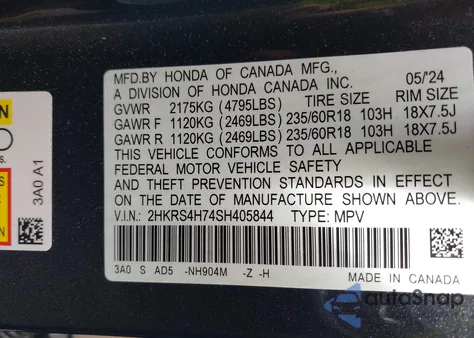 MFD.BY HONDA OF CANADA MFG.,
A DIVISION OF HONDA CANADA INC. 05/'24
GVWR 2175KG (4795LBS) TIRE SIZE RIM SIZE
GAWR F 1120KG (2469LBS) 235/60R18 103H 18X7.5J
GAWR R 1120KG (2469LBS) 235/60R18 103H 18X7.5J
THIS VEHICLE CONFORMS TO ALL APPLICABLE
FEDERAL MOTOR VEHICLE SAFETY
STANDARDS IN EFFECT ON THE DATE OF
MANUFACTURE SHOWN ABOVE.
V.I.N.: 2HKRS4H74SH405844 TYPE: MPV
3A0 S AD5 -NH904M -Z -H
MADE IN CANADA
3A0 A1
autoSnap